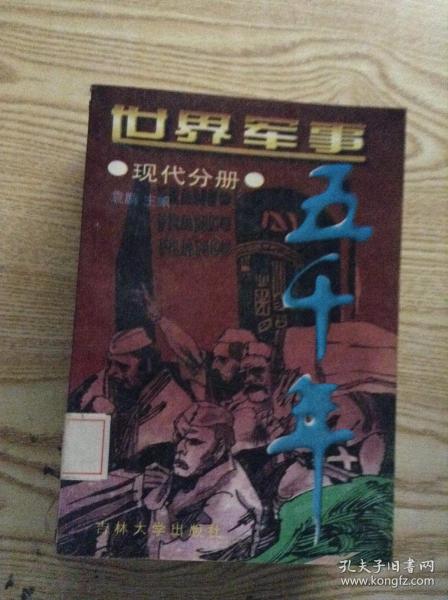 世界军事
●现代分册●
主编
五千年
吉林大学出版社
孔夫子旧书网
www.kongfz.com